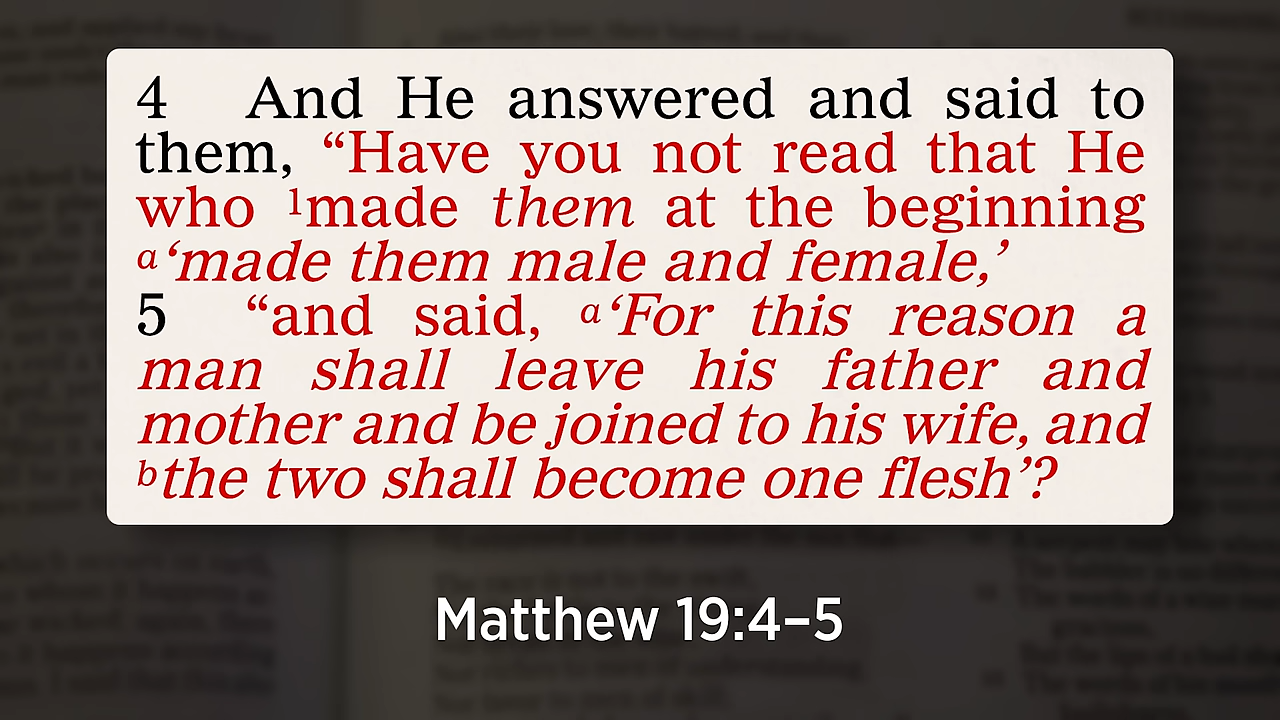 4 And He answered and said to
them, “Have you not read that He
who ¹made them at the beginning
ᵃ‘made them male and female,’
5 “and said, ᵃ‘For this reason a
man shall leave his father and
mother and be joined to his wife, and
ᵇthe two shall become one flesh’?
Matthew 19:4–5